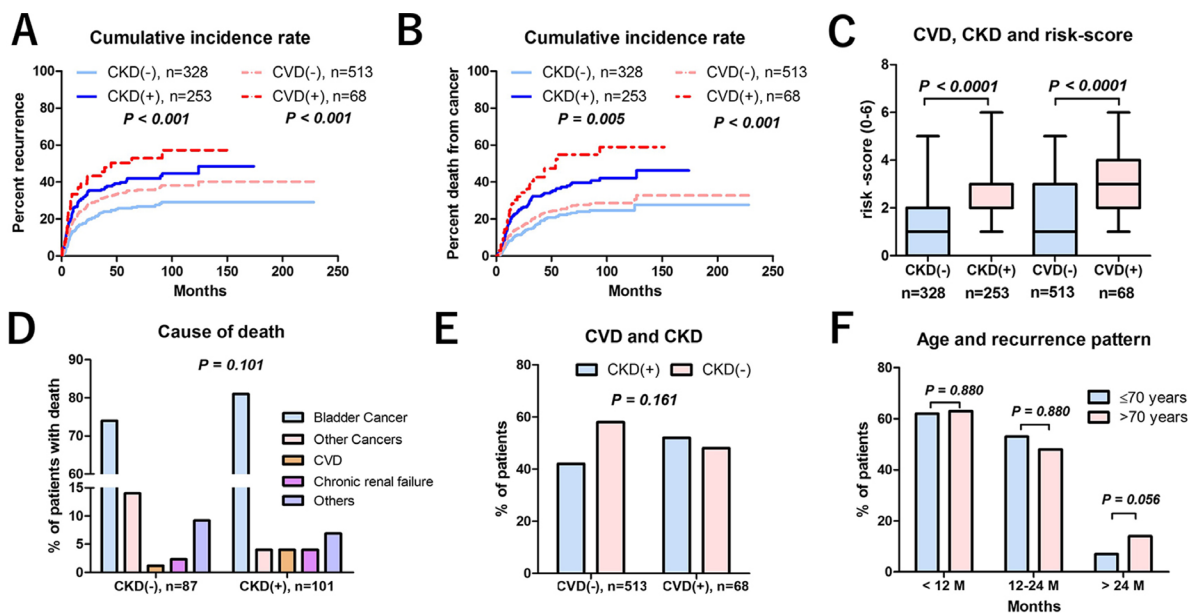 A
Cumulative incidence rate
CKD(-), n=328
CVD(-), n=513
CKD(+), n=253
CVD(+), n=68
P < 0.001
P < 0.001
Percent recurrence
100
80
60
40
20
0
0 50 100 150 200 250
Months
B
Cumulative incidence rate
CKD(-), n=328
CVD(-), n=513
CKD(+), n=253
CVD(+), n=68
P = 0.005
P < 0.001
Percent death from cancer
100
80
60
40
20
0
0 50 100 150 200 250
Months
C
CVD, CKD and risk-score
P < 0.0001
P < 0.0001
risk -score (0-6)
8
6
4
2
0
CKD(-) CKD(+) CVD(-) CVD(+)
n=328 n=253 n=513 n=68
D
Cause of death
P = 0.101
% of patients with death
90
80
70
60
15
10
5
0
Bladder Cancer
Other Cancers
CVD
Chronic renal failure
Others
CKD(-), n=87
CKD(+), n=101
E
CVD and CKD
CKD(+)
CKD(-)
P = 0.161
% of patients
80
60
40
20
0
CVD(-), n=513
CVD(+), n=68
F
Age and recurrence pattern
P = 0.880
P = 0.880
P = 0.056
≤70 years
>70 years
% of patients
80
60
40
20
0
< 12 M 12-24 M > 24 M
Months